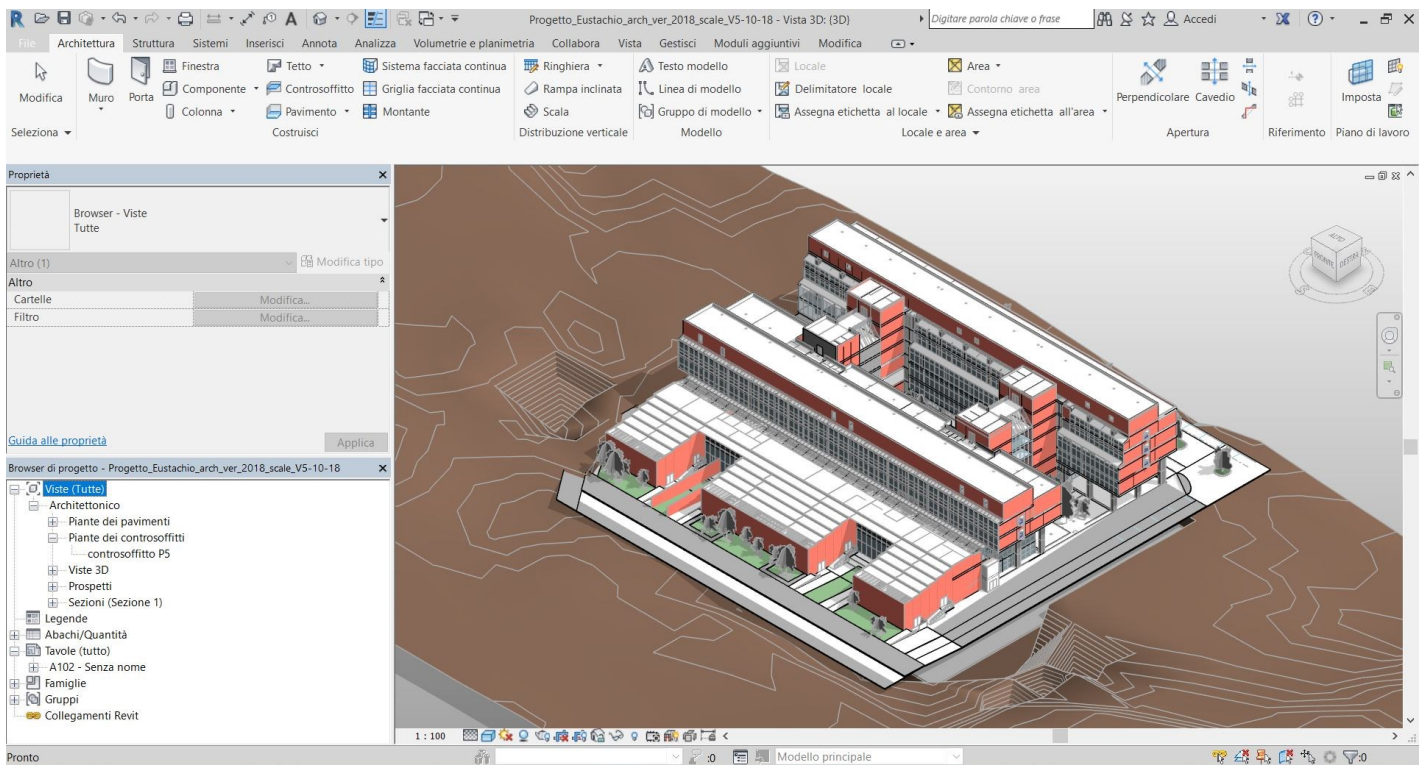 Progetto_Eustachio_arch_ver_2018_scale_V5-10-18 - Vista 3D: {3D}
Digitare parola chiave o frase
Accedi
File Architettura Struttura Sistemi Inserisci Annota Analizza Volumetrie e planimetria Collabora Vista Gestisci Moduli aggiuntivi Modifica
Modifica
Muro
Porta
Finestra
Componente
Colonna
Tetto
Controsoffitto
Pavimento
Sistema facciata continua
Griglia facciata continua
Montante
Ringhiera
Rampa inclinata
Scala
Testo modello
Linea di modello
Gruppo di modello
Locale
Delimitatore locale
Assegna etichetta al locale
Area
Contorno area
Assegna etichetta all'area
Perpendicolare
Cavedio
Imposta
Seleziona
Costruisci
Distribuzione verticale
Modello
Locale e area
Apertura
Riferimento
Piano di lavoro
Proprietà
Browser - Viste
Tutte
Altro (1)
Modifica tipo
Altro
Cartelle Modifica...
Filtro Modifica...
Guida alle proprietà
Applica
Browser di progetto - Progetto_Eustachio_arch_ver_2018_scale_V5-10-18
Viste (Tutte)
Architettonico
Piante dei pavimenti
Piante dei controsoffitti
controsoffitto P5
Viste 3D
Prospetti
Sezioni (Sezione 1)
Legende
Abachi/Quantità
Tavole (tutto)
A102 - Senza nome
Famiglie
Gruppi
Collegamenti Revit
ALTO
FRONTE
1 : 100
Pronto
:0
Modello principale
:0